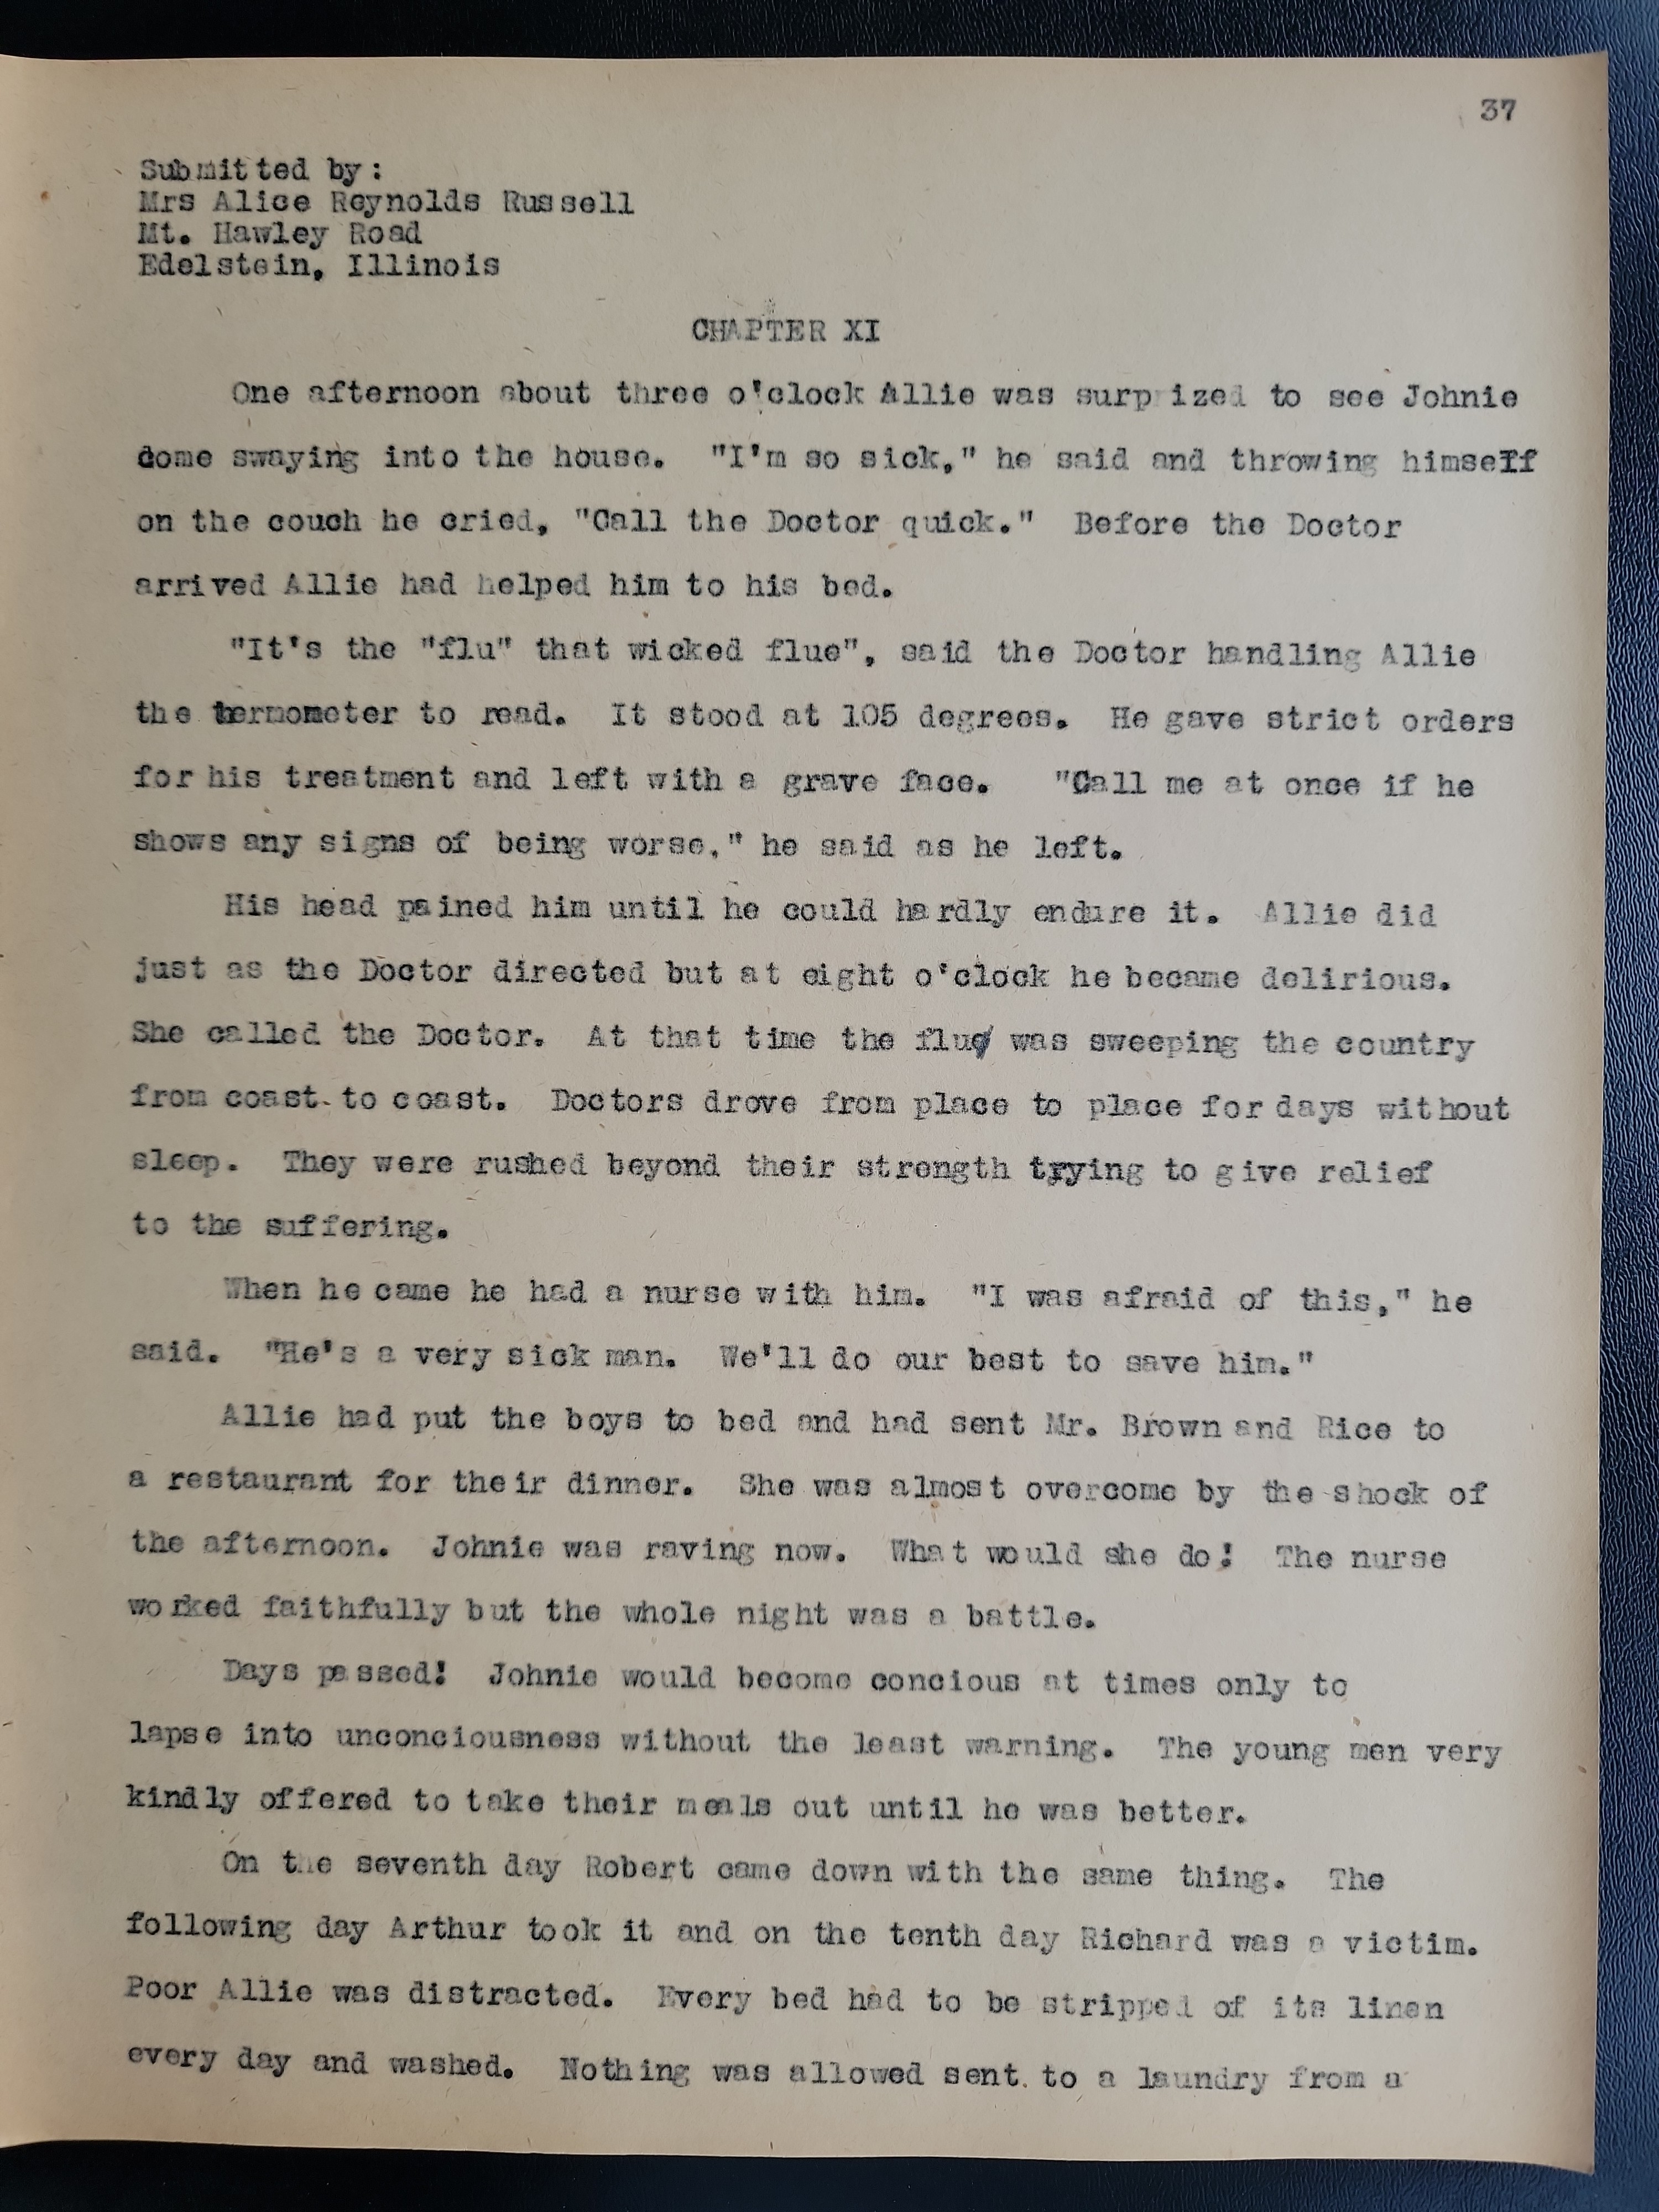 37
Submitted by:
Mrs Alice Reynolds Russell
Mt. Hawley Road
Edelstein, Illinois
CHAPTER XI
One afternoon about three o'clock Allie was surprized to see Johnie
come swaying into the house. "I'm so sick," he said and throwing himself
on the couch he cried, "Call the Doctor quick." Before the Doctor
arrived Allie had helped him to his bed.
"It's the "flu" that wicked flue", said the Doctor handling Allie
the termometer to read. It stood at 105 degrees. He gave strict orders
for his treatment and left with a grave face. "Call me at once if he
shows any signs of being worse," he said as he left.
His head pained him until he could hardly endure it. Allie did
just as the Doctor directed but at eight o'clock he became delirious.
She called the Doctor. At that time the flu was sweeping the country
from coast to coast. Doctors drove from place to place for days without
sleep. They were rushed beyond their strength trying to give relief
to the suffering.
When he came he had a nurse with him. "I was afraid of this," he
said. "He's a very sick man. We'll do our best to save him."
Allie had put the boys to bed and had sent Mr. Brown and Rice to
a restaurant for their dinner. She was almost overcome by the shock of
the afternoon. Johnie was raving now. What would she do! The nurse
worked faithfully but the whole night was a battle.
Days passed! Johnie would become concious at times only to
lapse into unconciousness without the least warning. The young men very
kindly offered to take their meals out until he was better.
On the seventh day Robert came down with the same thing. The
following day Arthur took it and on the tenth day Richard was a victim.
Poor Allie was distracted. Every bed had to be stripped of its linen
every day and washed. Nothing was allowed sent to a laundry from a